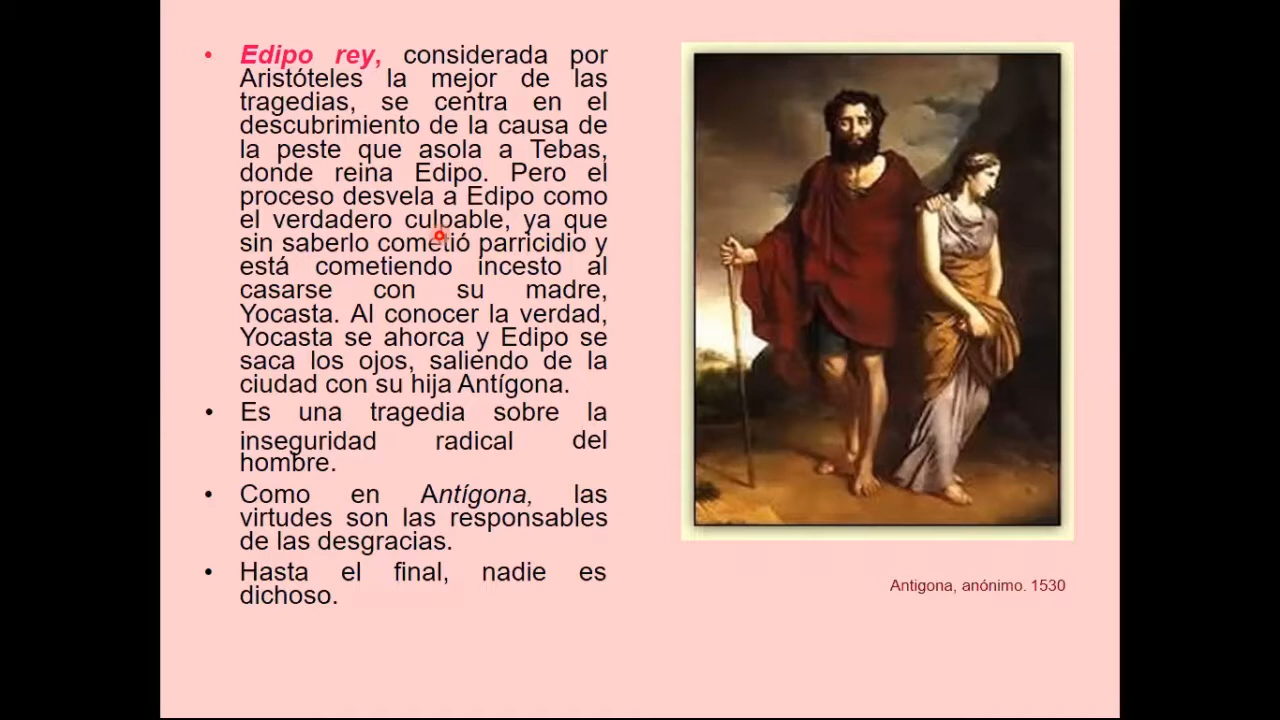 • Edipo rey, considerada por
Aristóteles la mejor de las
tragedias, se centra en el
descubrimiento de la causa de
la peste que asola a Tebas,
donde reina Edipo. Pero el
proceso desvela a Edipo como
el verdadero culpable, ya que
sin saberlo cometió parricidio y
está cometiendo incesto al
casarse con su madre,
Yocasta. Al conocer la verdad,
Yocasta se ahorca y Edipo se
saca los ojos, saliendo de la
ciudad con su hija Antígona.
• Es una tragedia sobre la
inseguridad radical del
hombre.
• Como en Antígona, las
virtudes son las responsables
de las desgracias.
• Hasta el final, nadie es
dichoso.
Antigona, anónimo. 1530